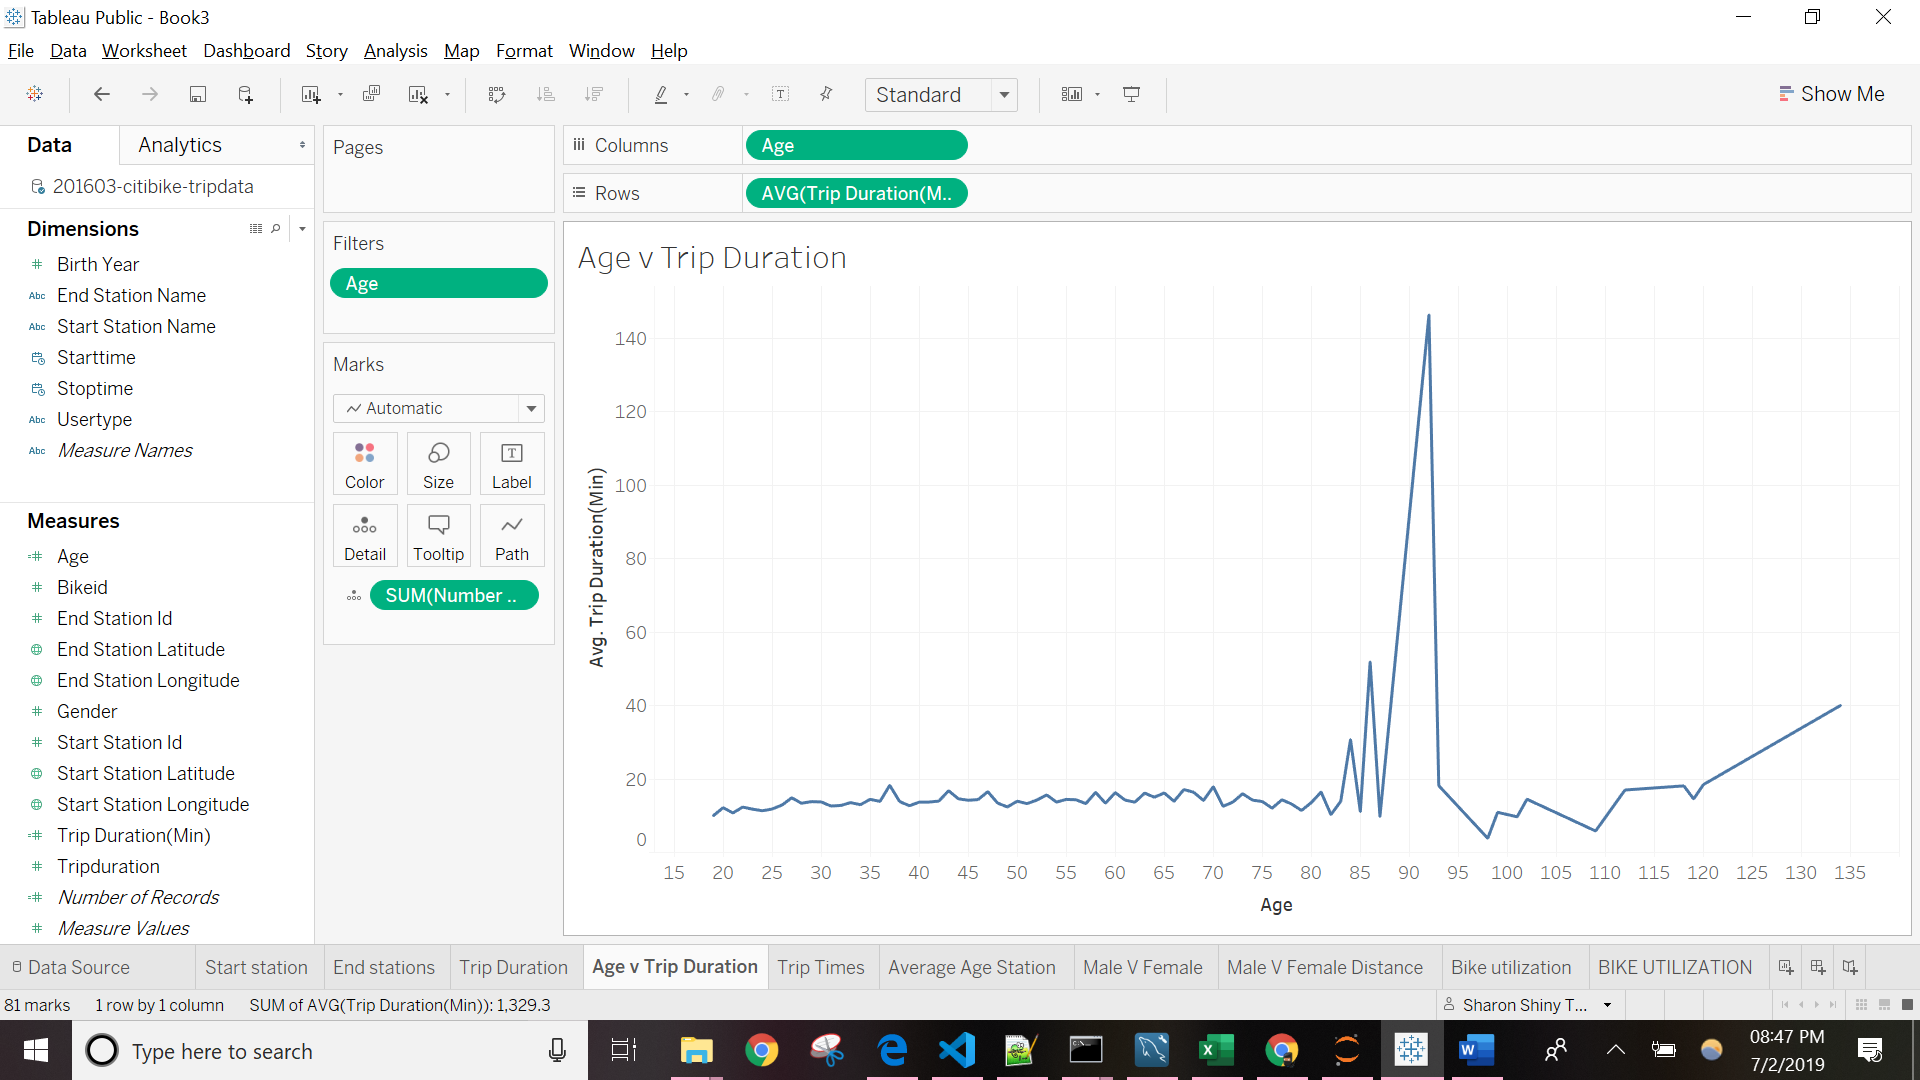 Tableau Public - Book3
File Data Worksheet Dashboard Story Analysis Map Format Window Help
Standard
Show Me
Data Analytics
201603-citibike-tripdata
Dimensions
Birth Year
Abc End Station Name
Abc Start Station Name
Starttime
Stoptime
Abc Usertype
Abc Measure Names
Measures
Age
Bikeid
End Station Id
End Station Latitude
End Station Longitude
Gender
Start Station Id
Start Station Latitude
Start Station Longitude
Trip Duration(Min)
Tripduration
Number of Records
Measure Values
Pages
Filters
Age
Marks
Automatic
Color Size Label
Detail Tooltip Path
SUM(Number ..
Columns Age
Rows AVG(Trip Duration(M..
Age v Trip Duration
Avg. Trip Duration(Min)
140
120
100
80
60
40
20
0
15 20 25 30 35 40 45 50 55 60 65 70 75 80 85 90 95 100 105 110 115 120 125 130 135
Age
Data Source Start station End stations Trip Duration Age v Trip Duration Trip Times Average Age Station Male V Female Male V Female Distance Bike utilization BIKE UTILIZATION
81 marks 1 row by 1 column SUM of AVG(Trip Duration(Min)): 1,329.3 Sharon Shiny T...
Type here to search
08:47 PM
7/2/2019